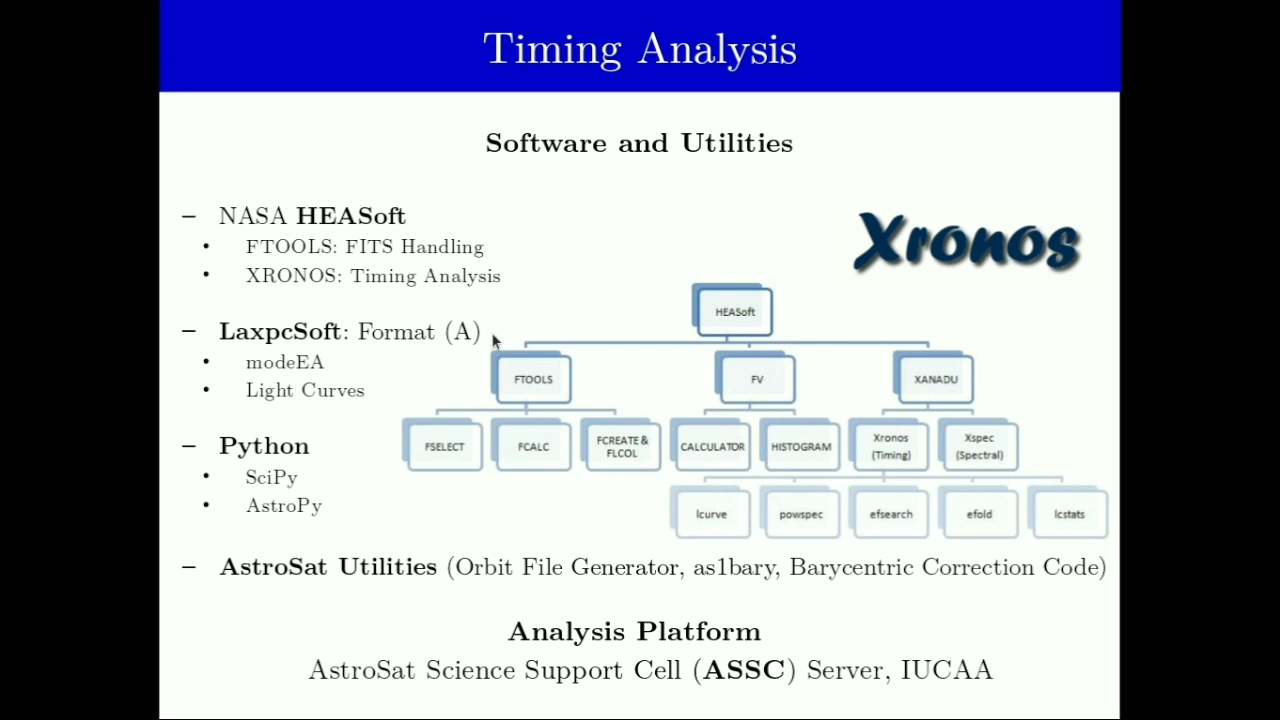 Timing Analysis
Software and Utilities
– NASA HEASoft
• FTOOLS: FITS Handling
• XRONOS: Timing Analysis
Xronos
– LaxpcSoft: Format (A)
• modeEA
• Light Curves
– Python
• SciPy
• AstroPy
HEASoft
FTOOLS FV XANADU
FSELECT FCALC FCREATE & FLCOL CALCULATOR HISTOGRAM Xronos (Timing) Xspec (Spectral)
lcurve powspec efsearch efold lcstats
– AstroSat Utilities (Orbit File Generator, as1bary, Barycentric Correction Code)
Analysis Platform
AstroSat Science Support Cell (ASSC) Server, IUCAA